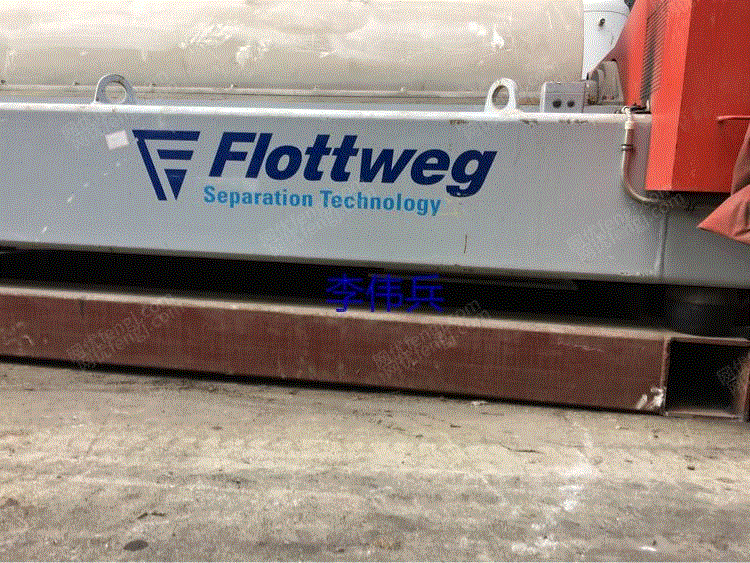 Flottweg
Separation Technology
李伟兵